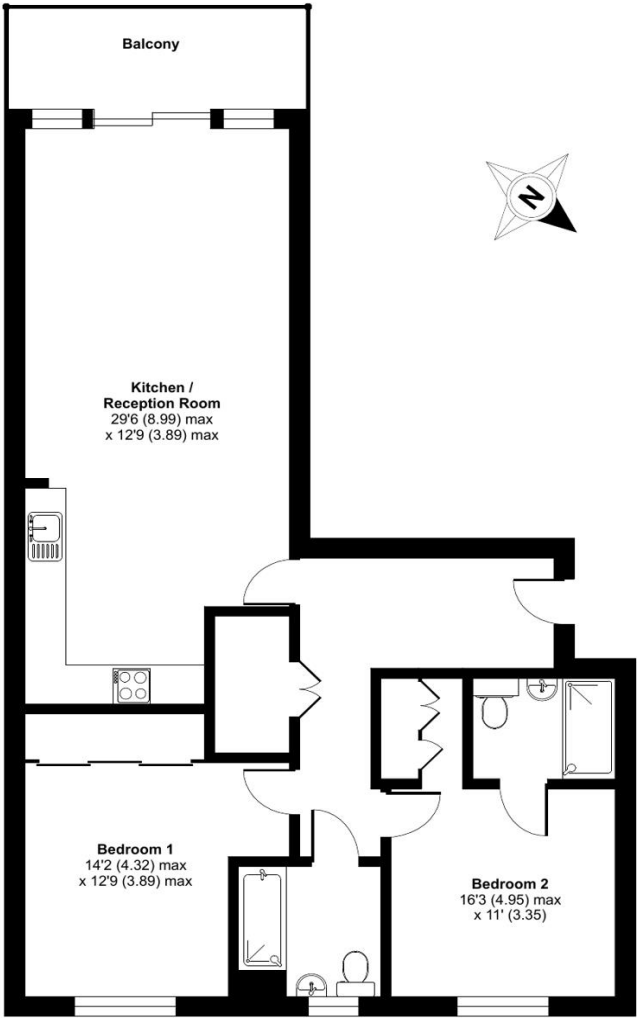 Balcony
N
Kitchen /
Reception Room
29'6 (8.99) max
x 12'9 (3.89) max
Bedroom 1
14'2 (4.32) max
x 12'9 (3.89) max
Bedroom 2
16'3 (4.95) max
x 11' (3.35)